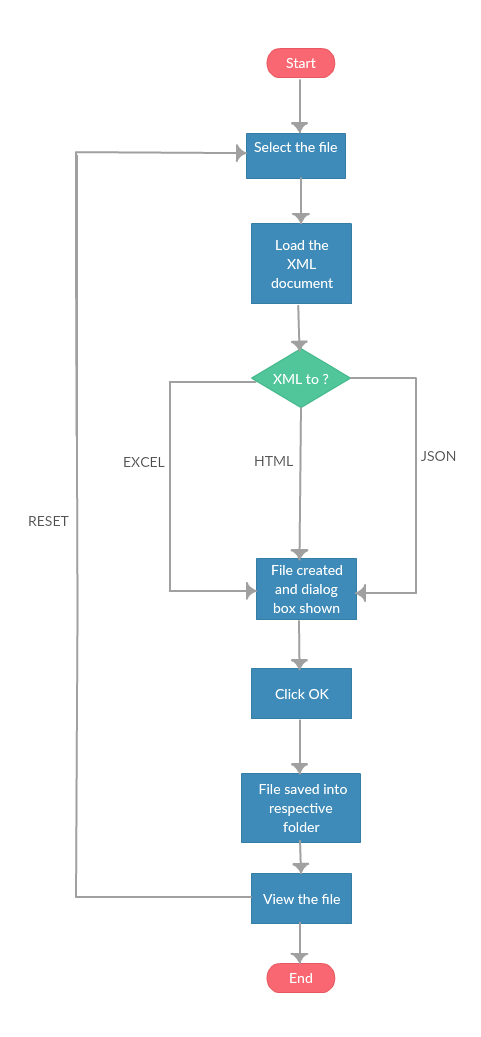 Start
Select the file
Load the
XML
document
XML to ?
EXCEL
HTML
JSON
RESET
File created
and dialog
box shown
Click OK
File saved into
respective
folder
View the file
End